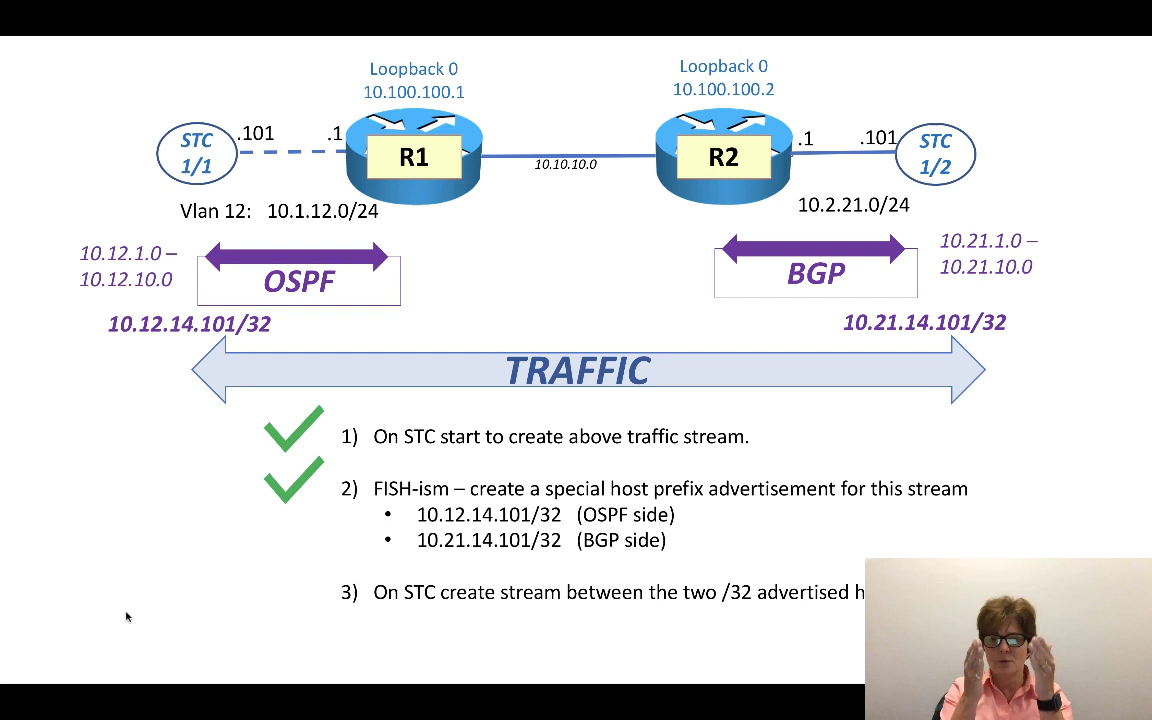 Loopback 0
10.100.100.1
Loopback 0
10.100.100.2
STC
1/1
.101
.1
R1
10.10.10.0
R2
.1
.101
STC
1/2
Vlan 12: 10.1.12.0/24
10.2.21.0/24
10.12.1.0 –
10.12.10.0
OSPF
BGP
10.21.1.0 –
10.21.10.0
10.12.14.101/32
10.21.14.101/32
TRAFFIC
1) On STC start to create above traffic stream.
2) FISH-ism – create a special host prefix advertisement for this stream
• 10.12.14.101/32 (OSPF side)
• 10.21.14.101/32 (BGP side)
3) On STC create stream between the two /32 advertised